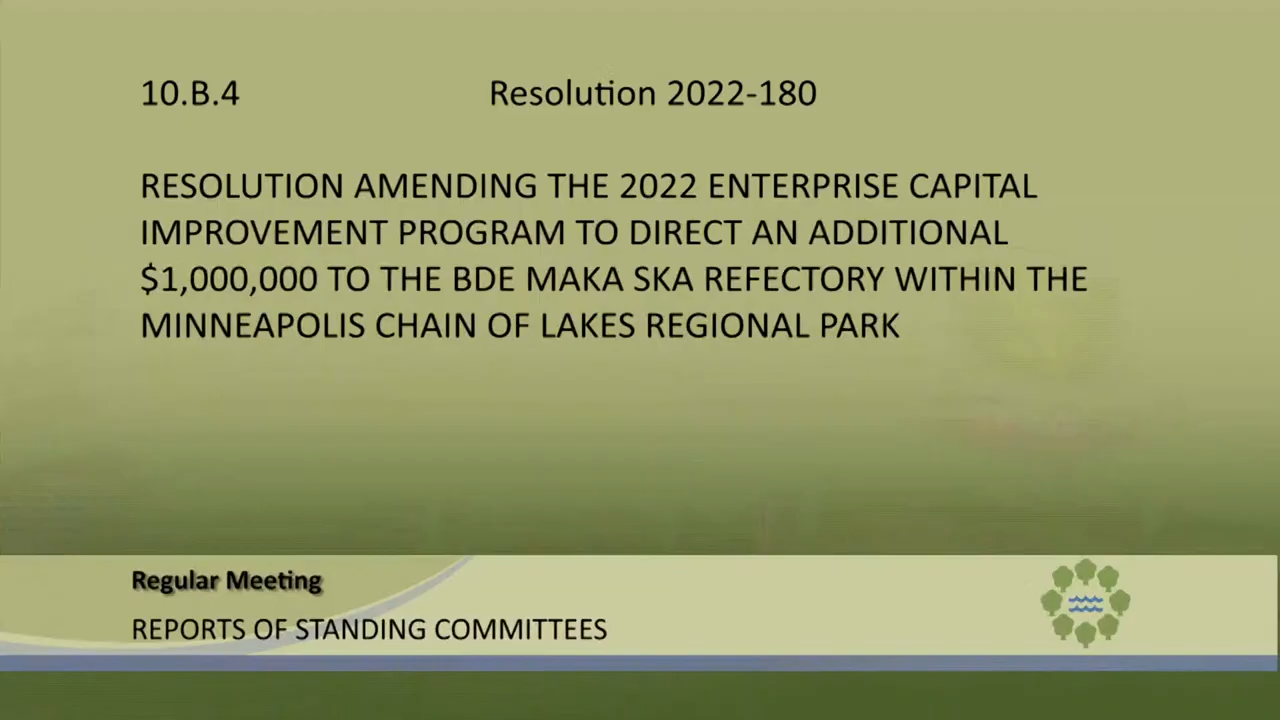 10.B.4 Resolution 2022-180
RESOLUTION AMENDING THE 2022 ENTERPRISE CAPITAL
IMPROVEMENT PROGRAM TO DIRECT AN ADDITIONAL
$1,000,000 TO THE BDE MAKA SKA REFECTORY WITHIN THE
MINNEAPOLIS CHAIN OF LAKES REGIONAL PARK
Regular Meeting
REPORTS OF STANDING COMMITTEES